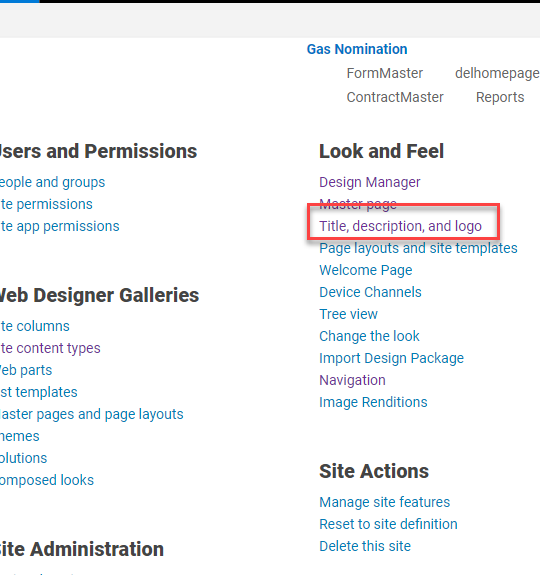 Gas Nomination
FormMaster delhomepage
ContractMaster Reports
Users and Permissions
eople and groups
te permissions
te app permissions
Web Designer Galleries
te columns
te content types
eb parts
st templates
aster pages and page layouts
hemes
olutions
omposed looks
ite Administration
Look and Feel
Design Manager
Master page
Title, description, and logo
Page layouts and site templates
Welcome Page
Device Channels
Tree view
Change the look
Import Design Package
Navigation
Image Renditions
Site Actions
Manage site features
Reset to site definition
Delete this site